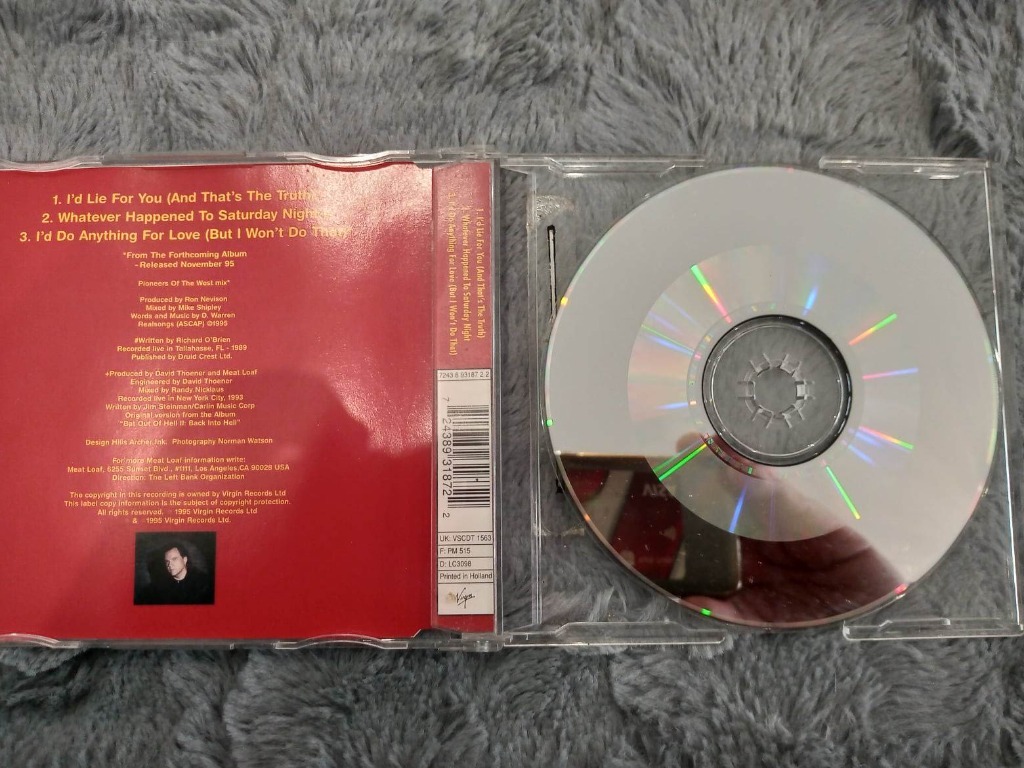 1. I'd Lie For You (And That's The Truth)
2. Whatever Happened To Saturday Night
3. I'd Do Anything For Love (But I Won't Do That)
*From The Forthcoming Album
~Released November 95
Pioneers Of The West mix*
Produced by Ron Nevison
Mixed by Mike Shipley
Words and Music by D. Warren
Realsongs (ASCAP) ©1995
#Written by Richard O'Brien
Recorded live in Tallahasse, FL - 1989
Published by Druid Crest Ltd.
+Produced by David Thoener and Meat Loaf
Engineered by David Thoener
Mixed by Randy Nicklaus
Recorded live in New York City, 1993
Written by Jim Steinman/Carlin Music Corp
Original version from the Album
"Bat Out Of Hell II: Back Into Hell"
Design Hills Archer Ink. Photography Norman Watson
For more Meat Loaf information write:
Meat Loaf, 6255 Sunset Blvd., #1111, Los Angeles,CA 90028 USA
Direction: The Left Bank Organization
The copyright in this recording is owned by Virgin Records Ltd
This label copy information is the subject of copyright protection.
All rights reserved. ℗ 1995 Virgin Records Ltd
℗ & © 1995 Virgin Records Ltd.
1. I'd Lie For You (And That's The Truth)
2. Whatever Happened To Saturday Night
3. I'd Do Anything For Love (But I Won't Do That)
7243 8 93187 2 2
7 24389 31872 2
UK: VSCDT 1563
F: PM 515
D: LC3098
Printed in Holland
Virgin